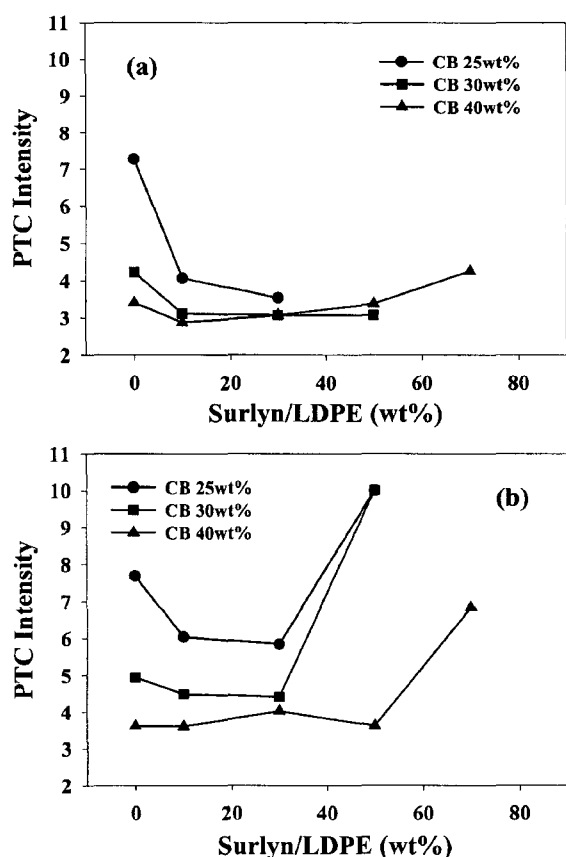 (a)
CB 25wt%
CB 30wt%
CB 40wt%
PTC Intensity
11
10
9
8
7
6
5
4
3
2
0 20 40 60 80
Surlyn/LDPE (wt%)
(b)
CB 25wt%
CB 30wt%
CB 40wt%
PTC Intensity
11
10
9
8
7
6
5
4
3
2
0 20 40 60 80
Surlyn/LDPE (wt%)